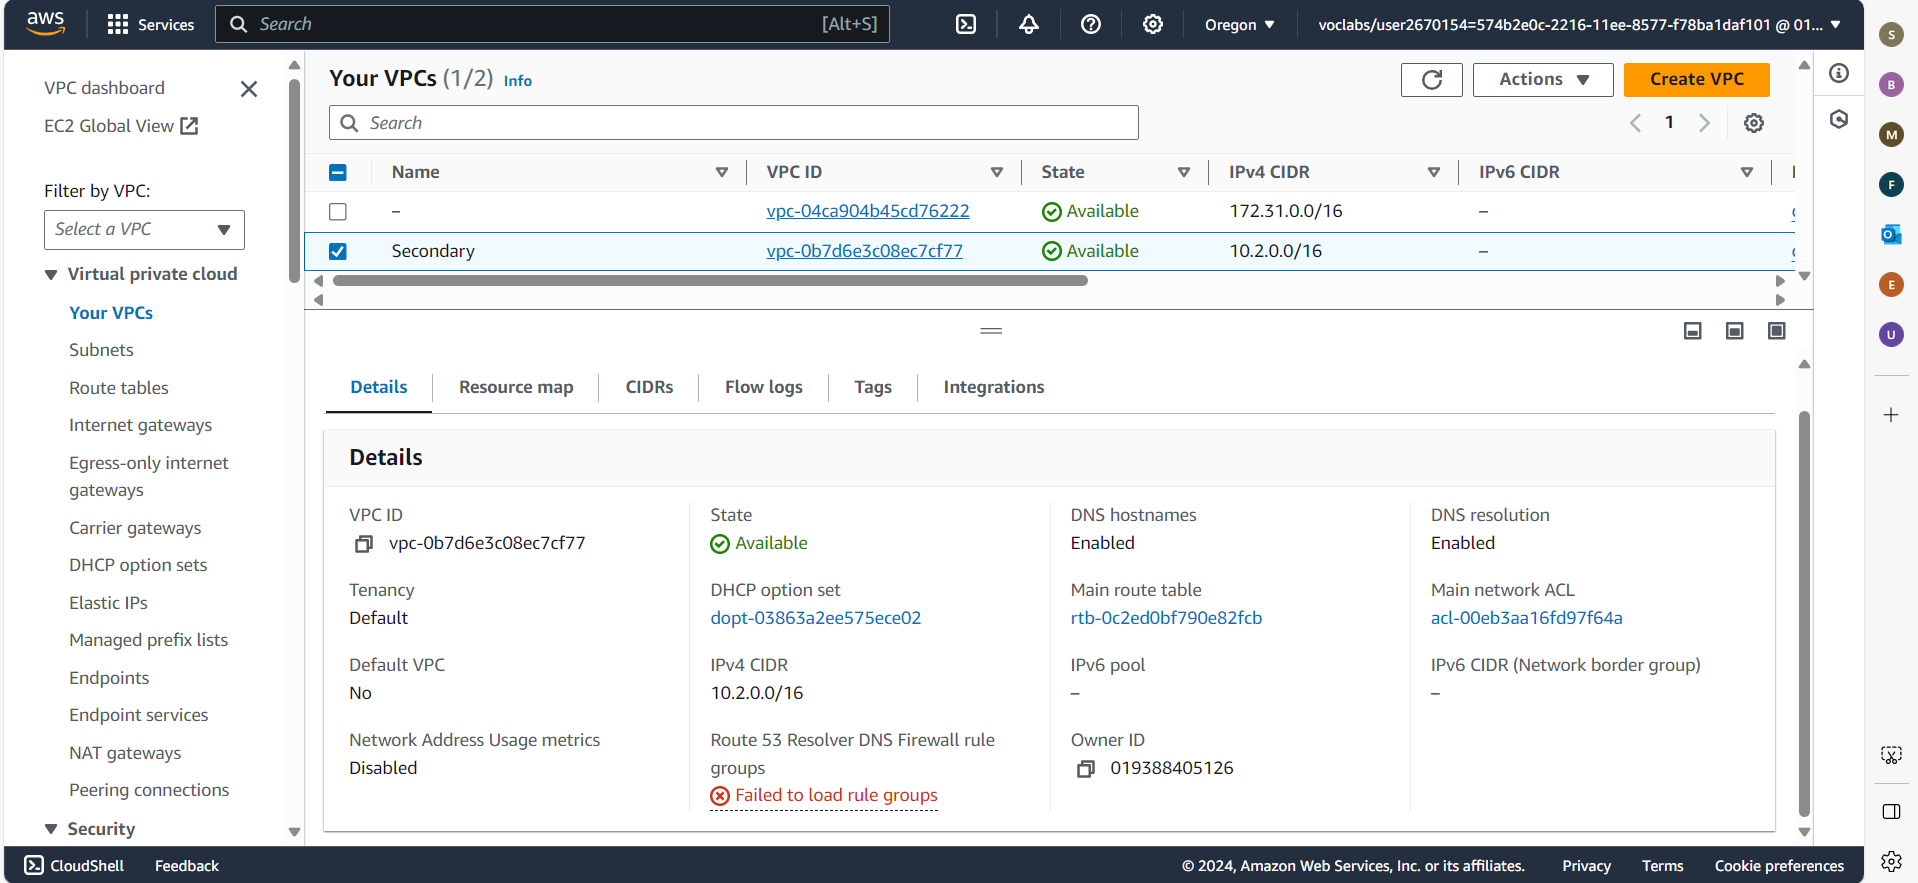 aws
Services
Search [Alt+S]
Oregon
voclabs/user2670154=574b2e0c-2216-11ee-8577-f78ba1daf101 @ 01...
VPC dashboard
EC2 Global View
Filter by VPC:
Select a VPC
Virtual private cloud
Your VPCs
Subnets
Route tables
Internet gateways
Egress-only internet
gateways
Carrier gateways
DHCP option sets
Elastic IPs
Managed prefix lists
Endpoints
Endpoint services
NAT gateways
Peering connections
Security
Your VPCs (1/2) Info
Actions
Create VPC
Search
1
Name VPC ID State IPv4 CIDR IPv6 CIDR
– vpc-04ca904b45cd76222 Available 172.31.0.0/16 –
Secondary vpc-0b7d6e3c08ec7cf77 Available 10.2.0.0/16 –
Details Resource map CIDRs Flow logs Tags Integrations
Details
VPC ID
vpc-0b7d6e3c08ec7cf77
State
Available
DNS hostnames
Enabled
DNS resolution
Enabled
Tenancy
Default
DHCP option set
dopt-03863a2ee575ece02
Main route table
rtb-0c2ed0bf790e82fcb
Main network ACL
acl-00eb3aa16fd97f64a
Default VPC
No
IPv4 CIDR
10.2.0.0/16
IPv6 pool
–
IPv6 CIDR (Network border group)
–
Network Address Usage metrics
Disabled
Route 53 Resolver DNS Firewall rule
groups
Failed to load rule groups
Owner ID
019388405126
S
B
M
F
O
E
U
CloudShell Feedback
© 2024, Amazon Web Services, Inc. or its affiliates. Privacy Terms Cookie preferences